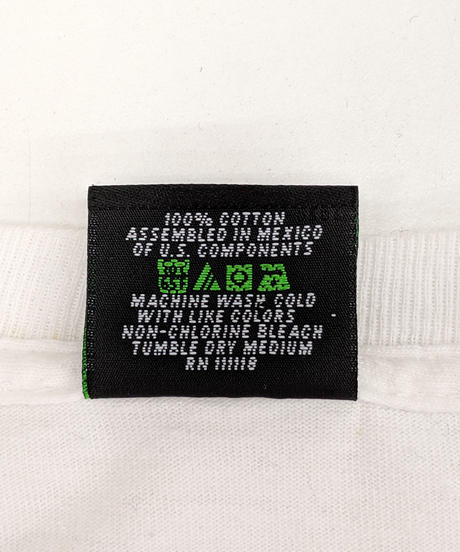 100% COTTON
ASSEMBLED IN MEXICO
OF U.S. COMPONENTS
MACHINE WASH COLD
WITH LIKE COLORS
NON-CHLORINE BLEACH
TUMBLE DRY MEDIUM
RN 111118